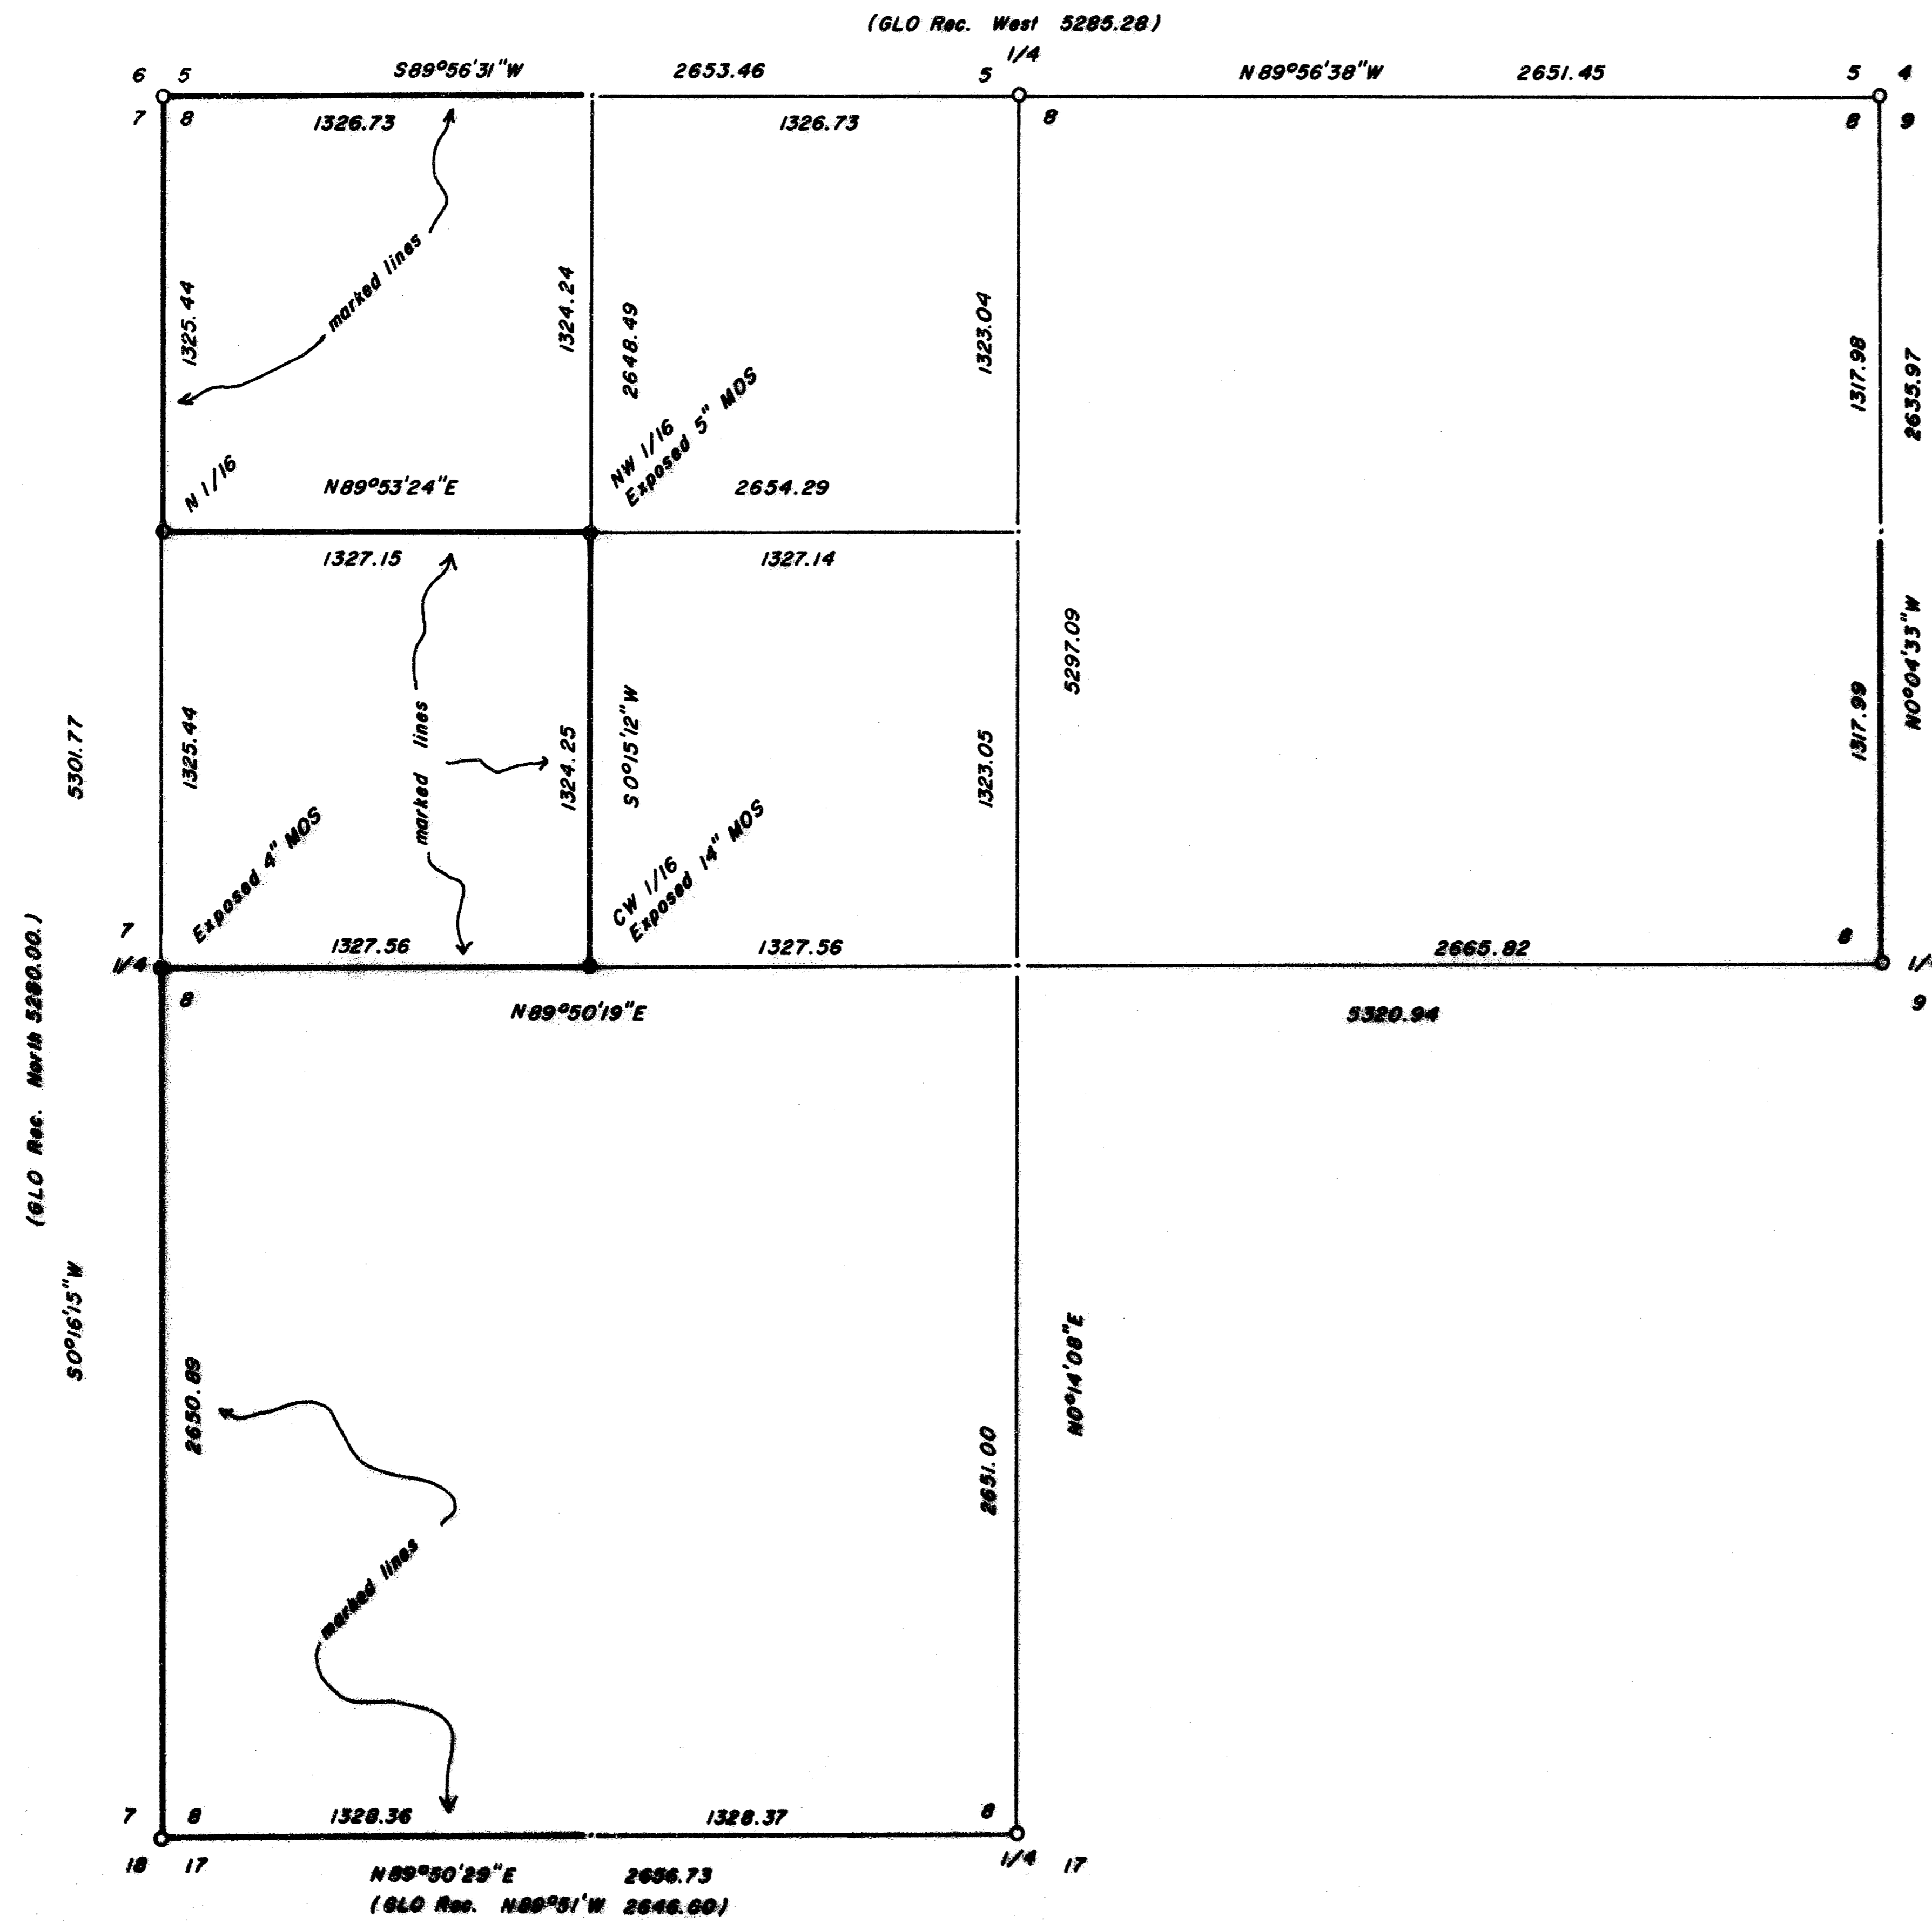 (GLO Rec. West 5285.28)
1/4
6 5
S89°56'31"W 2653.46
5
N89°56'38"W 2651.45
5 4
7 8
1326.73
1326.73
8
8 9
marked lines
1325.44
1324.24
2648.49
1323.04
1317.98
2635.97
N 1/16
N89°53'24"E
NW 1/16
Exposed 5" MOS
2654.29
1327.15
1327.14
5301.77
1325.44
marked lines
1324.25
S0°15'12"W
1323.05
5297.09
1317.99
N0°04'33"W
Exposed 4" MOS
CW 1/16
Exposed 14" MOS
7
1/4
1327.56
1327.56
2665.82
8
1/
8
9
N89°50'19"E
5320.94
(GLO Rec. North 5280.00.)
S0°16'15"W
2650.89
marked lines
2651.00
N0°14'08"E
7 8
1328.36
1328.37
8
18 17
1/4 17
N89°50'29"E 2656.73
(GLO Rec. N89°51'W 2646.60)